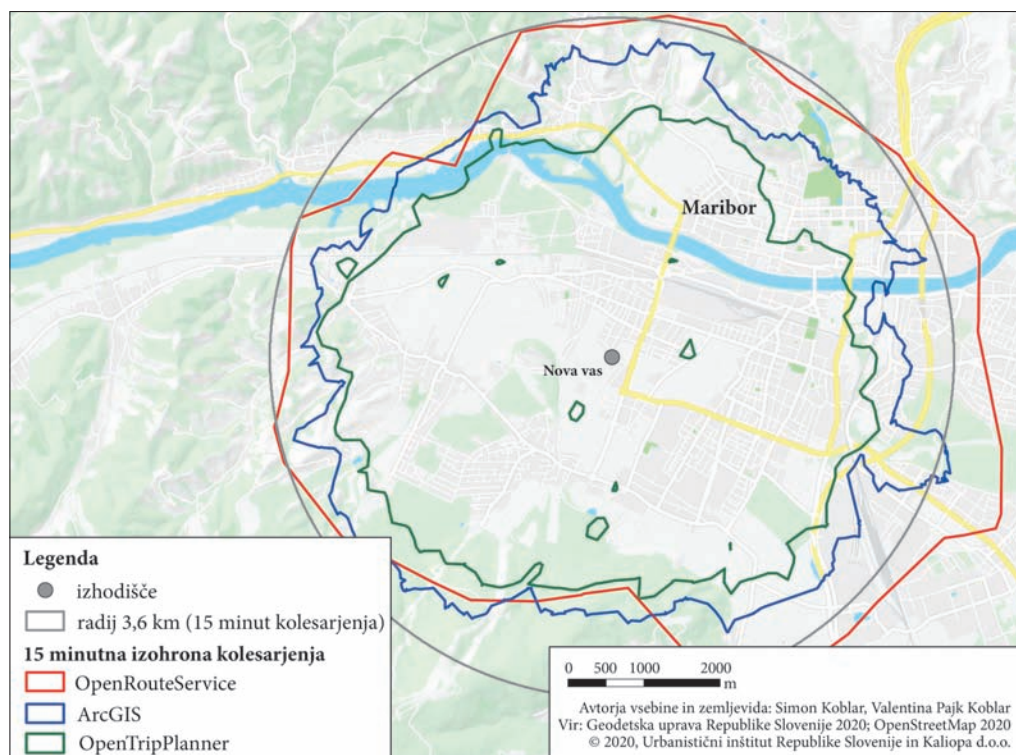 Maribor
Nova vas
Legenda
izhodišče
radij 3,6 km (15 minut kolesarjenja)
15 minutna izohrona kolesarjenja
OpenRouteService
ArcGIS
OpenTripPlanner
0 500 1000 2000
m
Avtorja vsebine in zemljevida: Simon Koblar, Valentina Pajk Koblar
Vir: Geodetska uprava Republike Slovenije 2020; OpenStreetMap 2020
© 2020, Urbanistični inštitut Republike Slovenije in Kaliopa d.o.o.